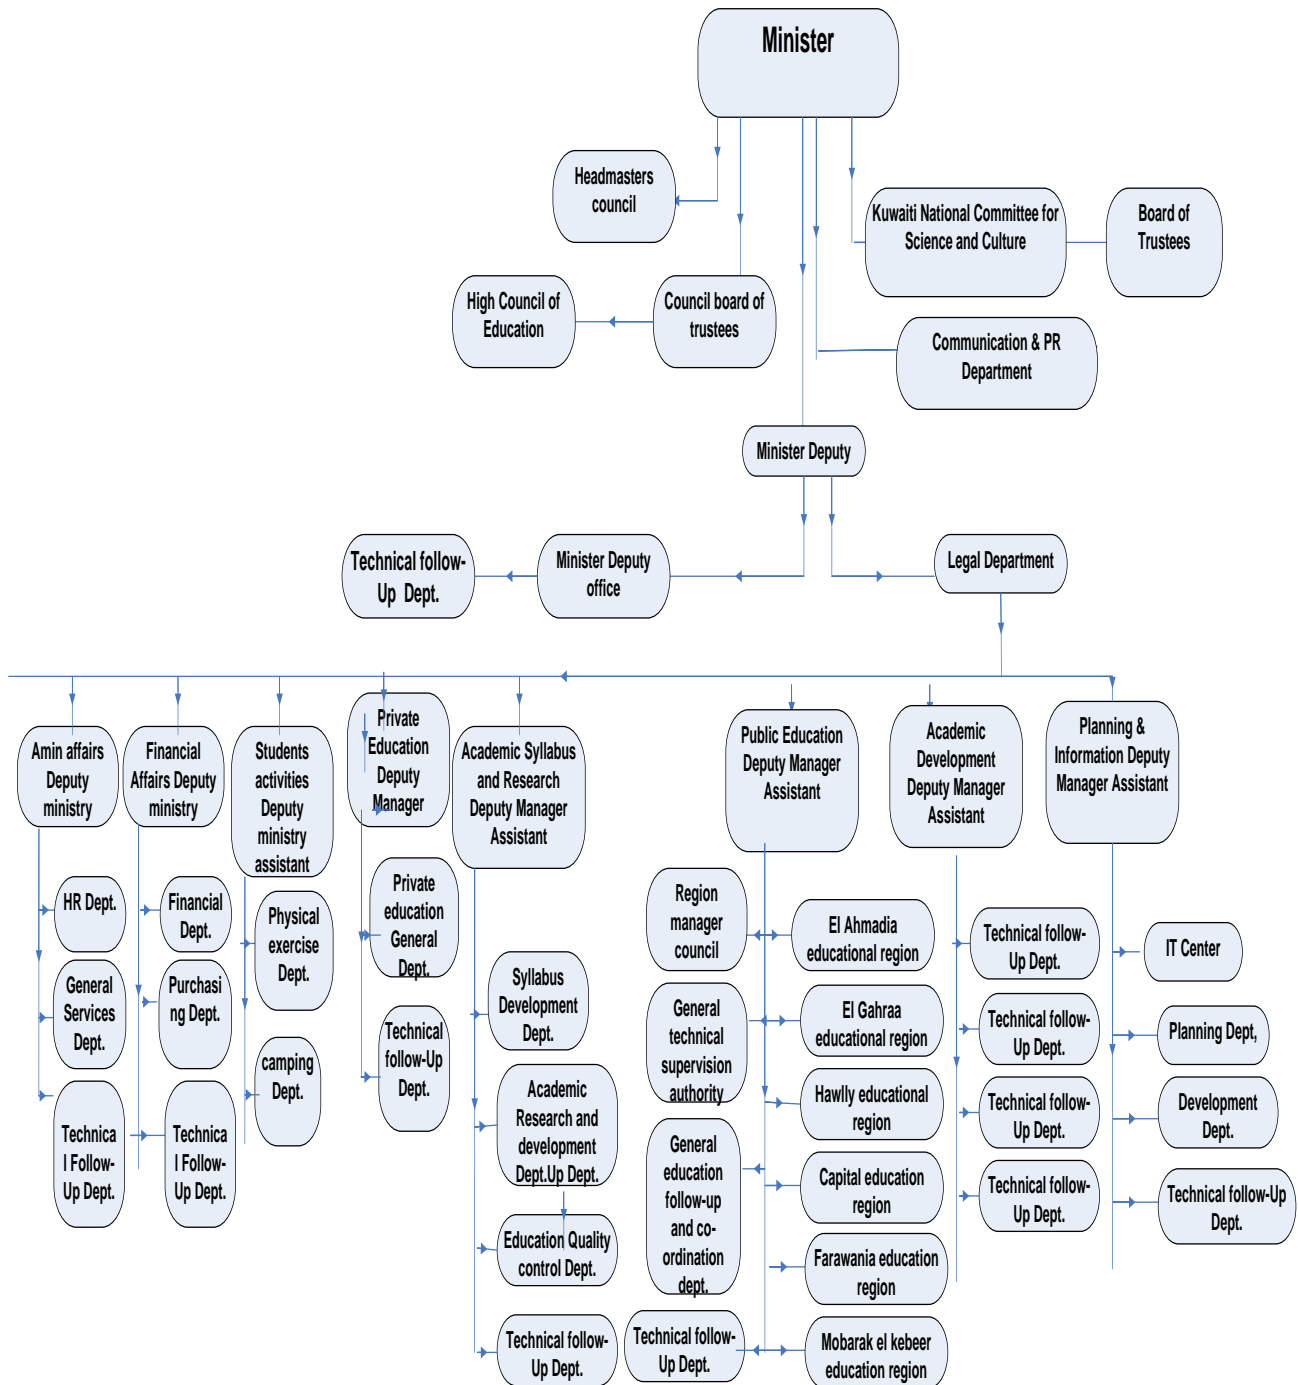 Minister
Headmasters
council
Kuwaiti National Committee for
Science and Culture
Board of
Trustees
High Council of
Education
Council board of
trustees
Communication & PR
Department
Minister Deputy
Technical follow-
Up Dept.
Minister Deputy
office
Legal Department
Amin affairs
Deputy
ministry
Financial
Affairs Deputy
ministry
Students
activities
Deputy
ministry
assistant
Private
Education
Deputy
Manager
Academic Syllabus
and Research
Deputy Manager
Assistant
Public Education
Deputy Manager
Assistant
Academic
Development
Deputy Manager
Assistant
Planning &
Information Deputy
Manager Assistant
HR Dept.
General
Services
Dept.
Technica
l Follow-
Up Dept.
Financial
Dept.
Purchasi
ng Dept.
Technica
l Follow-
Up Dept.
Physical
exercise
Dept.
camping
Dept.
Private
education
General
Dept.
Technical
follow-Up
Dept.
Syllabus
Development
Dept.
Academic
Research and
development
Dept.Up Dept.
Education Quality
control Dept.
Technical follow-
Up Dept.
Region
manager
council
General
technical
supervision
authority
General
education
follow-up
and co-
ordination
dept.
Technical follow-
Up Dept.
El Ahmadia
educational region
El Gahraa
educational region
Hawlly educational
region
Capital education
region
Farawania education
region
Mobarak el kebeer
education region
Technical follow-
Up Dept.
Technical follow-
Up Dept.
Technical follow-
Up Dept.
Technical follow-
Up Dept.
IT Center
Planning Dept,
Development
Dept.
Technical follow-Up
Dept.